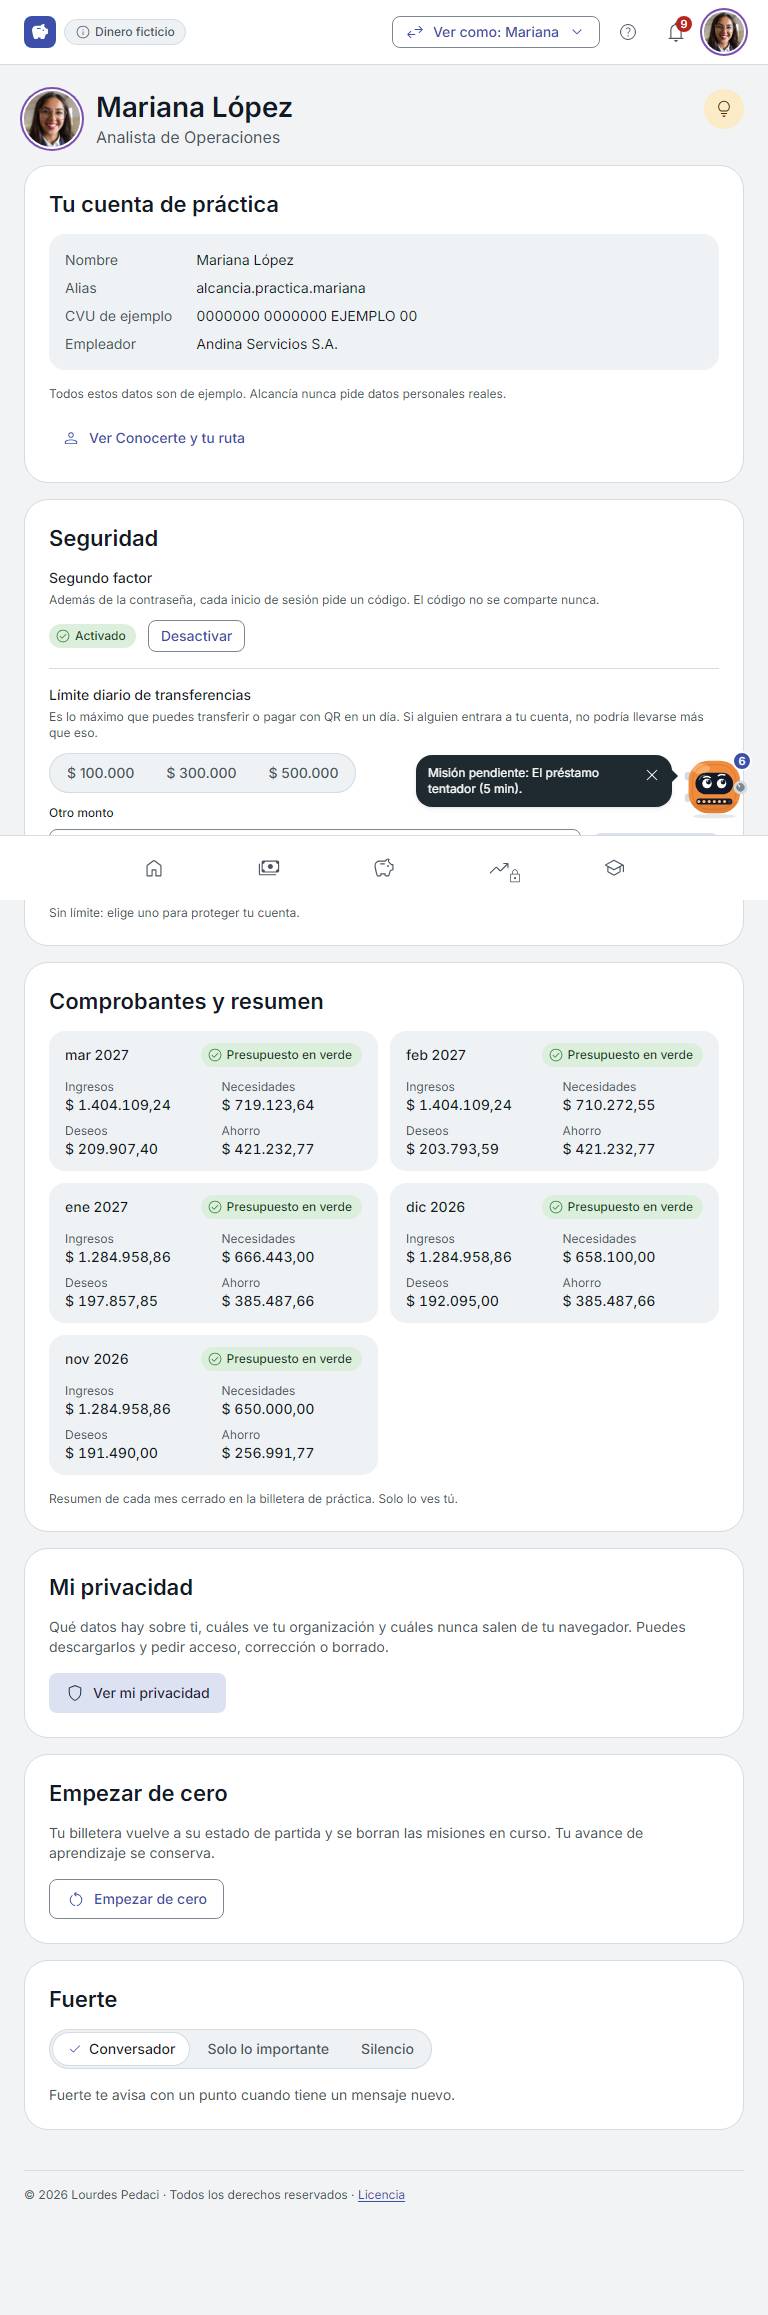 Dinero ficticio
Ver como: Mariana
9
Mariana López
Analista de Operaciones
Tu cuenta de práctica
Nombre Mariana López
Alias alcancia.practica.mariana
CVU de ejemplo 0000000 0000000 EJEMPLO 00
Empleador Andina Servicios S.A.
Todos estos datos son de ejemplo. Alcancía nunca pide datos personales reales.
Ver Conocerte y tu ruta
Seguridad
Segundo factor
Además de la contraseña, cada inicio de sesión pide un código. El código no se comparte nunca.
Activado Desactivar
Límite diario de transferencias
Es lo máximo que puedes transferir o pagar con QR en un día. Si alguien entrara a tu cuenta, no podría llevarse más
que eso.
$ 100.000 $ 300.000 $ 500.000
Misión pendiente: El préstamo
tentador (5 min).
6
Otro monto
Sin límite: elige uno para proteger tu cuenta.
Comprobantes y resumen
mar 2027 Presupuesto en verde
Ingresos Necesidades
$ 1.404.109,24 $ 719.123,64
Deseos Ahorro
$ 209.907,40 $ 421.232,77
feb 2027 Presupuesto en verde
Ingresos Necesidades
$ 1.404.109,24 $ 710.272,55
Deseos Ahorro
$ 203.793,59 $ 421.232,77
ene 2027 Presupuesto en verde
Ingresos Necesidades
$ 1.284.958,86 $ 666.443,00
Deseos Ahorro
$ 197.857,85 $ 385.487,66
dic 2026 Presupuesto en verde
Ingresos Necesidades
$ 1.284.958,86 $ 658.100,00
Deseos Ahorro
$ 192.095,00 $ 385.487,66
nov 2026 Presupuesto en verde
Ingresos Necesidades
$ 1.284.958,86 $ 650.000,00
Deseos Ahorro
$ 191.490,00 $ 256.991,77
Resumen de cada mes cerrado en la billetera de práctica. Solo lo ves tú.
Mi privacidad
Qué datos hay sobre ti, cuáles ve tu organización y cuáles nunca salen de tu navegador. Puedes
descargarlos y pedir acceso, corrección o borrado.
Ver mi privacidad
Empezar de cero
Tu billetera vuelve a su estado de partida y se borran las misiones en curso. Tu avance de
aprendizaje se conserva.
Empezar de cero
Fuerte
Conversador Solo lo importante Silencio
Fuerte te avisa con un punto cuando tiene un mensaje nuevo.
© 2026 Lourdes Pedaci · Todos los derechos reservados · Licencia